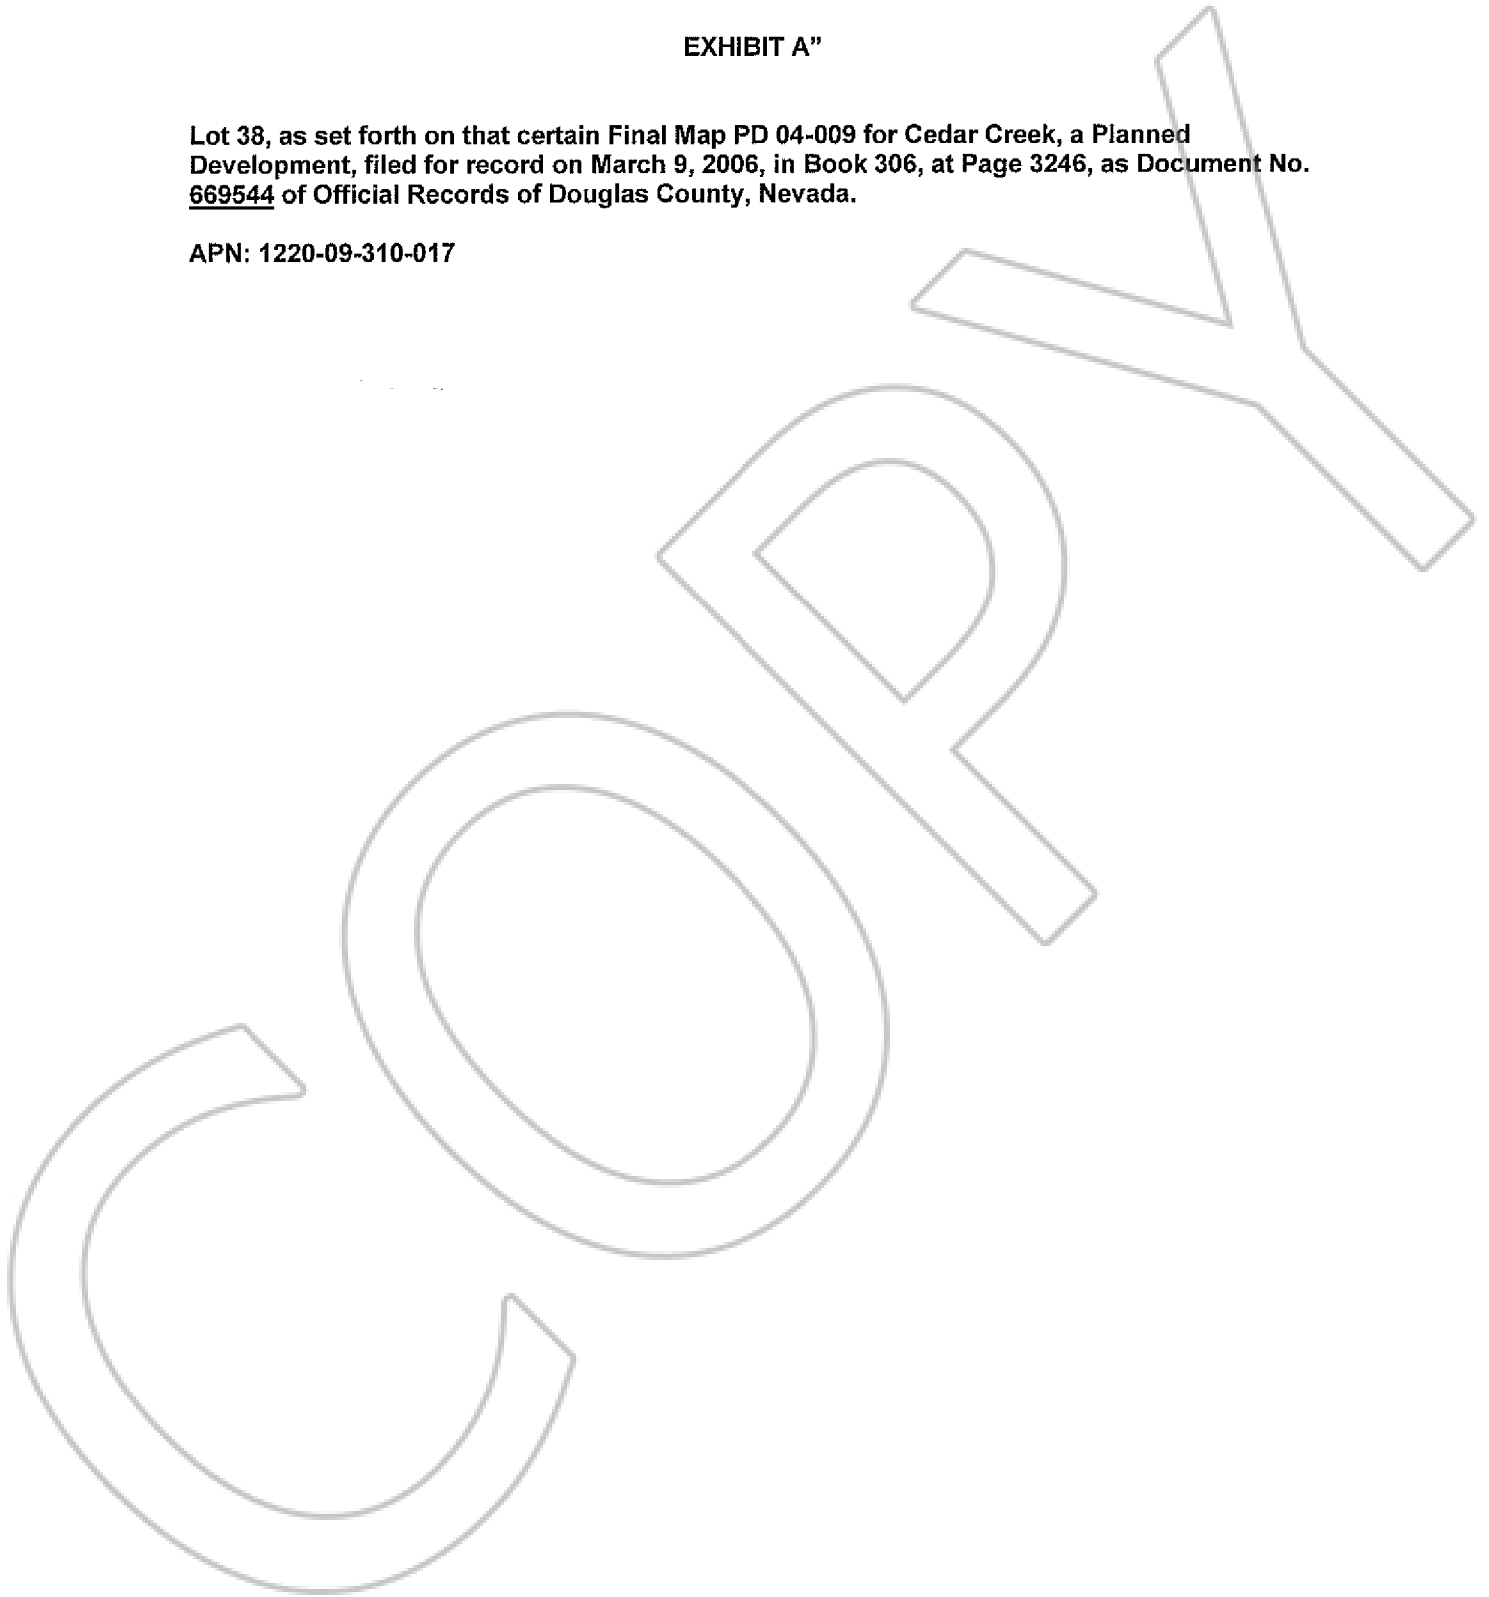 EXHIBIT A”
Lot 38, as set forth on that certain Final Map PD 04-009 for Cedar Creek, a Planned
Development, filed for record on March 9, 2006, in Book 306, at Page 3246, as Document No.
669544 of Official Records of Douglas County, Nevada.
APN: 1220-09-310-017
COPY